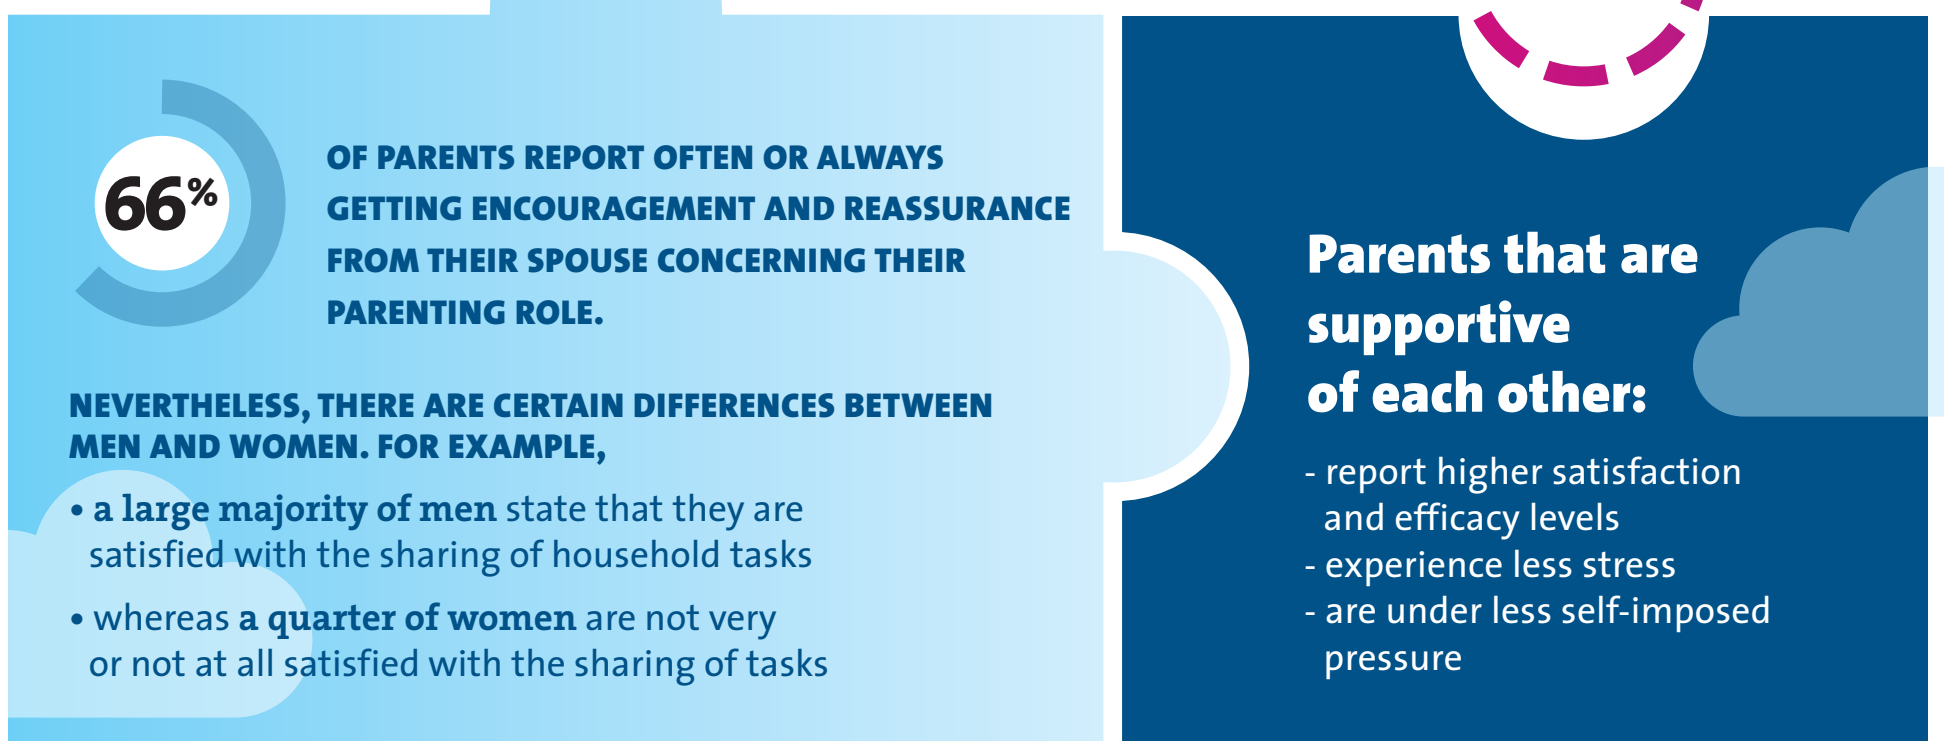 66%
OF PARENTS REPORT OFTEN OR ALWAYS
GETTING ENCOURAGEMENT AND REASSURANCE
FROM THEIR SPOUSE CONCERNING THEIR
PARENTING ROLE.
NEVERTHELESS, THERE ARE CERTAIN DIFFERENCES BETWEEN
MEN AND WOMEN. FOR EXAMPLE,
• a large majority of men state that they are
satisfied with the sharing of household tasks
• whereas a quarter of women are not very
or not at all satisfied with the sharing of tasks
Parents that are
supportive
of each other:
- report higher satisfaction
and efficacy levels
- experience less stress
- are under less self-imposed
pressure